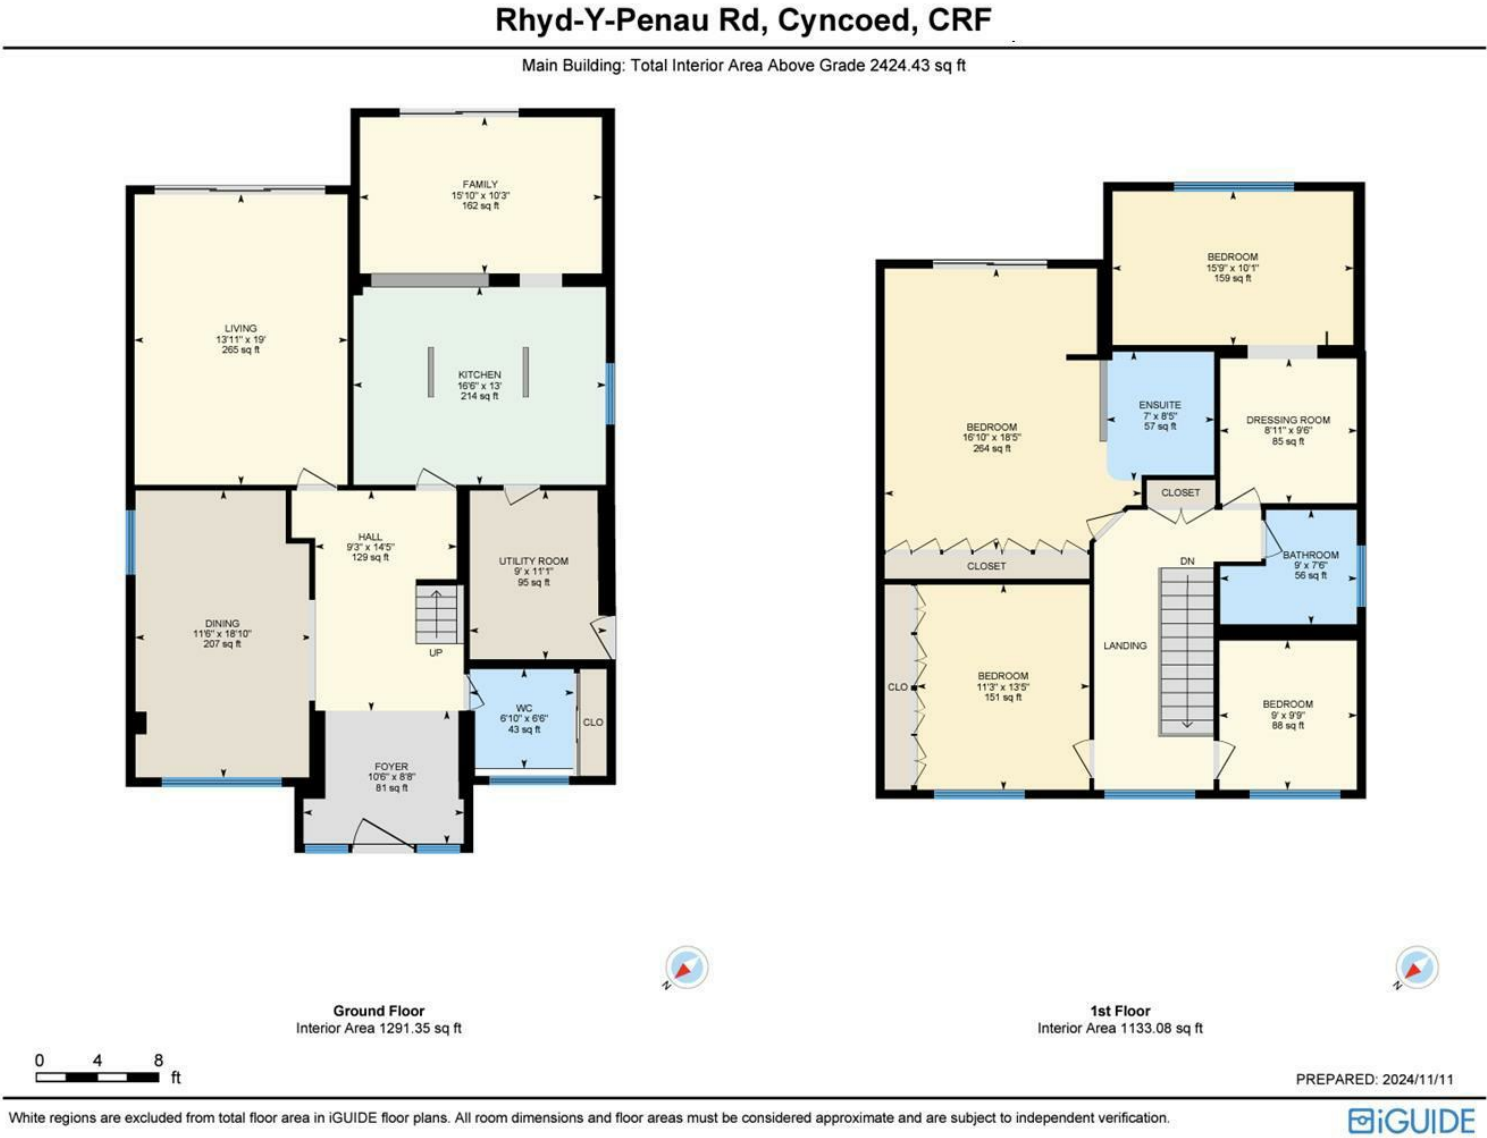 Rhyd-Y-Penau Rd, Cyncoed, CRF
Main Building: Total Interior Area Above Grade 2424.43 sq ft
FAMILY
15'10" x 10'3"
162 sq ft
LIVING
13'11" x 19'
265 sq ft
KITCHEN
16'6" x 13'
214 sq ft
HALL
9'3" x 14'5"
129 sq ft
UTILITY ROOM
9' x 11'1"
95 sq ft
DINING
11'6" x 18'10"
207 sq ft
UP
WC
6'10" x 6'6"
43 sq ft
CLO
FOYER
10'6" x 8'8"
81 sq ft
BEDROOM
15'9" x 10'1"
159 sq ft
BEDROOM
16'10" x 18'5"
264 sq ft
ENSUITE
7' x 8'5"
57 sq ft
DRESSING ROOM
8'11" x 9'6"
85 sq ft
CLOSET
CLOSET
DN
BATHROOM
9' x 7'6"
56 sq ft
LANDING
CLO
BEDROOM
11'3" x 13'5"
151 sq ft
BEDROOM
9' x 9'9"
88 sq ft
N
N
Ground Floor
Interior Area 1291.35 sq ft
1st Floor
Interior Area 1133.08 sq ft
0 4 8
ft
PREPARED: 2024/11/11
White regions are excluded from total floor area in iGUIDE floor plans. All room dimensions and floor areas must be considered approximate and are subject to independent verification.
iGUIDE